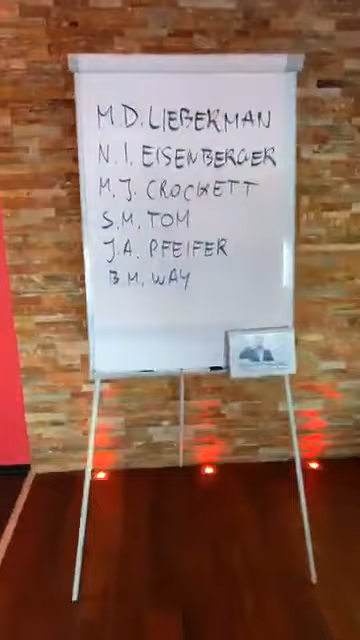 M.D. LIEBERMAN
N.I. EISENBERGER
M.J. CROCKETT
S.M. TOM
J.A. PFEIFER
B.M. WAY